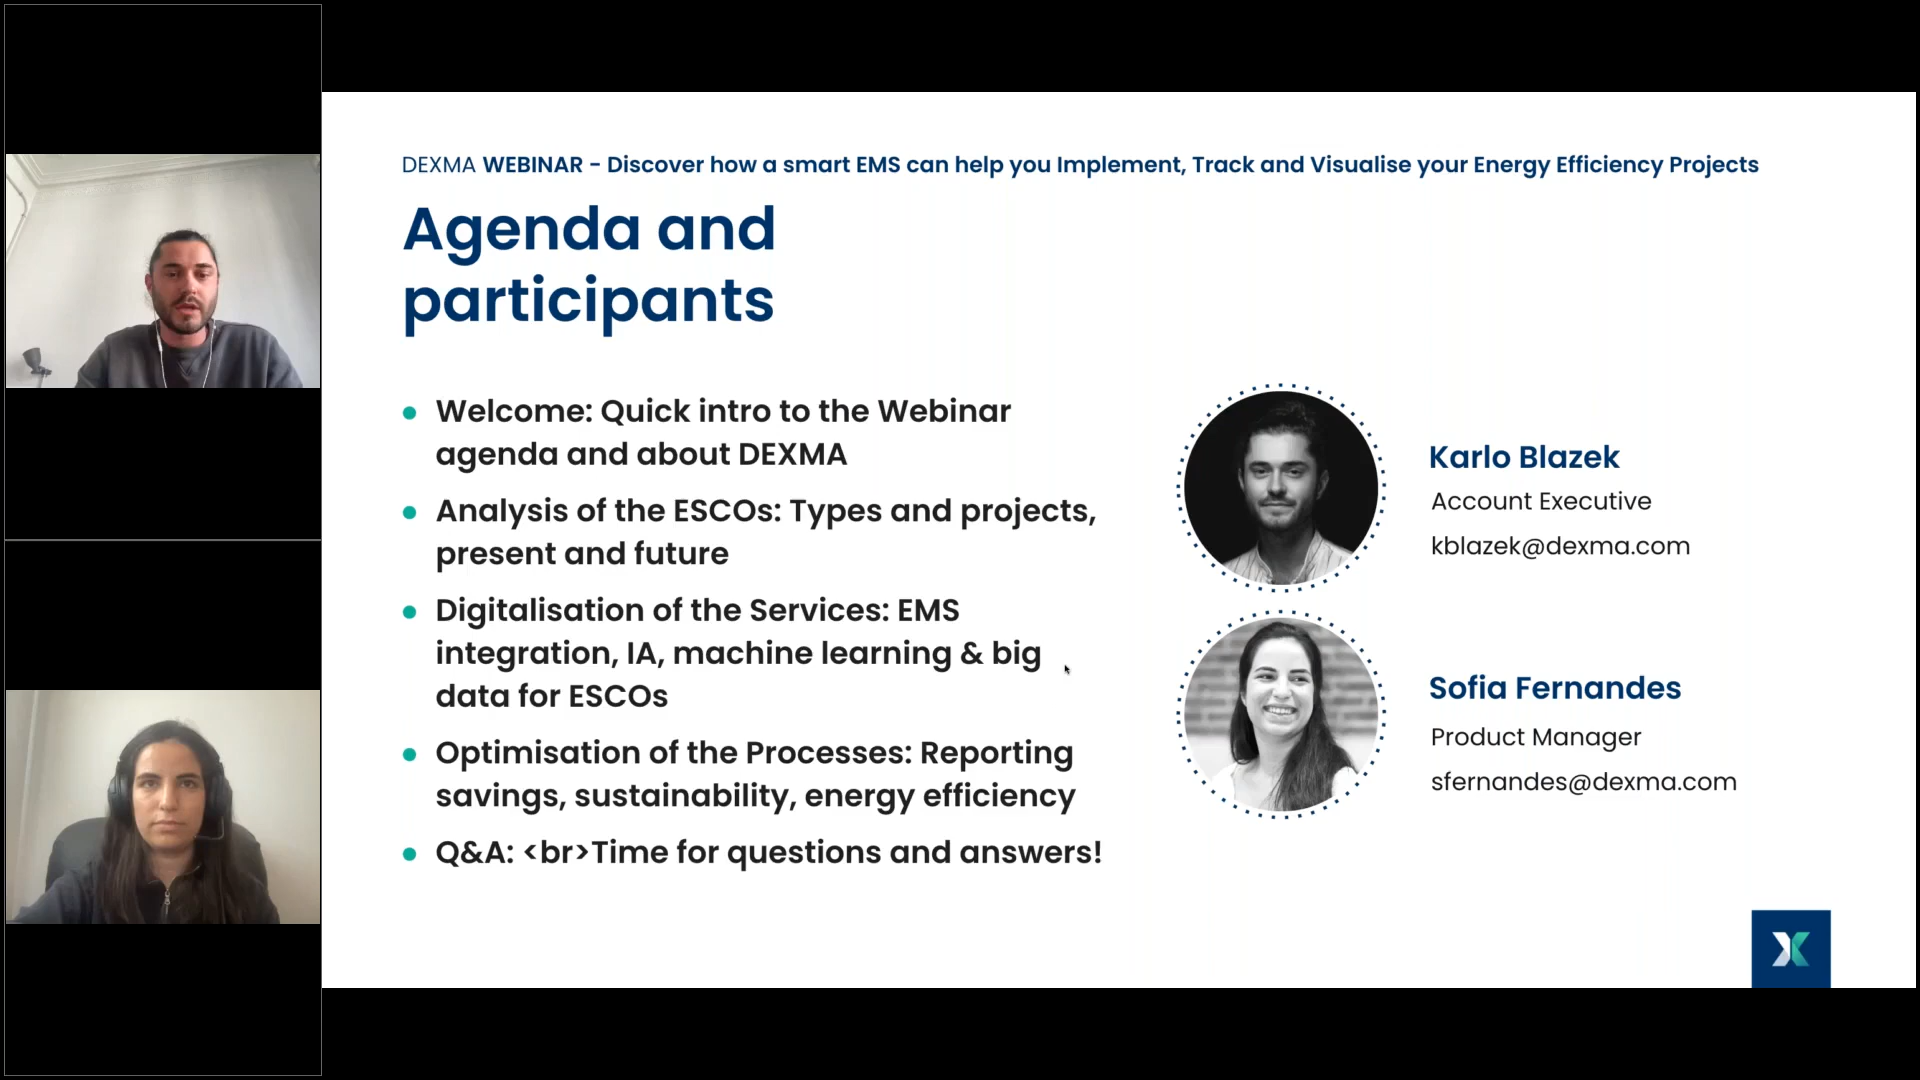 DEXMA WEBINAR - Discover how a smart EMS can help you Implement, Track and Visualise your Energy Efficiency Projects
Agenda and
participants
Welcome: Quick intro to the Webinar
agenda and about DEXMA
Analysis of the ESCOs: Types and projects,
present and future
Digitalisation of the Services: EMS
integration, IA, machine learning & big
data for ESCOs
Optimisation of the Processes: Reporting
savings, sustainability, energy efficiency
Q&A: <br>Time for questions and answers!
Karlo Blazek
Account Executive
kblazek@dexma.com
Sofia Fernandes
Product Manager
sfernandes@dexma.com